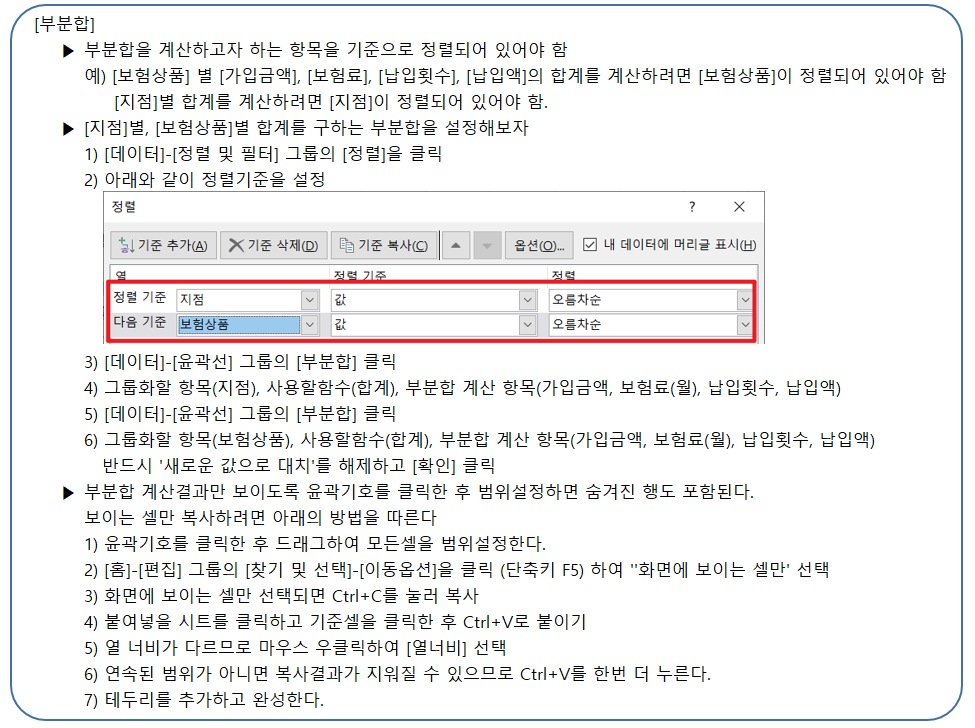 [부분합]
▶ 부분합을 계산하고자 하는 항목을 기준으로 정렬되어 있어야 함
예) [보험상품] 별 [가입금액], [보험료], [납입횟수], [납입액]의 합계를 계산하려면 [보험상품]이 정렬되어 있어야 함
[지점]별 합계를 계산하려면 [지점]이 정렬되어 있어야 함.
▶ [지점]별, [보험상품]별 합계를 구하는 부분합을 설정해보자
1) [데이터]-[정렬 및 필터] 그룹의 [정렬]을 클릭
2) 아래와 같이 정렬기준을 설정
정렬 ? ×
기준 추가(A) 기준 삭제(D) 기준 복사(C) 옵션(O)... 내 데이터에 머리글 표시(H)
열 정렬 기준 정렬
정렬 기준 지점 값 오름차순
다음 기준 보험상품 값 오름차순
3) [데이터]-[윤곽선] 그룹의 [부분합] 클릭
4) 그룹화할 항목(지점), 사용할함수(합계), 부분합 계산 항목(가입금액, 보험료(월), 납입횟수, 납입액)
5) [데이터]-[윤곽선] 그룹의 [부분합] 클릭
6) 그룹화할 항목(보험상품), 사용할함수(합계), 부분합 계산 항목(가입금액, 보험료(월), 납입횟수, 납입액)
반드시 '새로운 값으로 대치'를 해제하고 [확인] 클릭
▶ 부분합 계산결과만 보이도록 윤곽기호를 클릭한 후 범위설정하면 숨겨진 행도 포함된다.
보이는 셀만 복사하려면 아래의 방법을 따른다
1) 윤곽기호를 클릭한 후 드래그하여 모든셀을 범위설정한다.
2) [홈]-[편집] 그룹의 [찾기 및 선택]-[이동옵션]을 클릭 (단축키 F5) 하여 ''화면에 보이는 셀만' 선택
3) 화면에 보이는 셀만 선택되면 Ctrl+C를 눌러 복사
4) 붙여넣을 시트를 클릭하고 기준셀을 클릭한 후 Ctrl+V로 붙이기
5) 열 너비가 다르므로 마우스 우클릭하여 [열너비] 선택
6) 연속된 범위가 아니면 복사결과가 지워질 수 있으므로 Ctrl+V를 한번 더 누른다.
7) 테두리를 추가하고 완성한다.